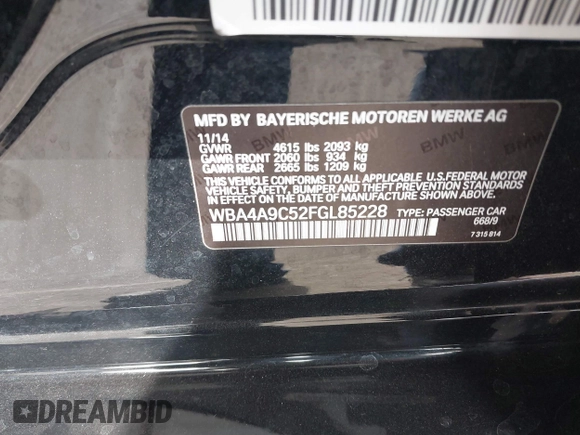 MFD BY BAYERISCHE MOTOREN WERKE AG
11/14
GVWR 4615 lbs 2093 kg
GAWR FRONT 2060 lbs 934 kg
GAWR REAR 2665 lbs 1209 kg
THIS VEHICLE CONFORMS TO ALL APPLICABLE U.S.FEDERAL MOTOR
VEHICLE SAFETY, BUMPER AND THEFT PREVENTION STANDARDS
IN EFFECT ON THE DATE OF MANUFACTURE SHOWN ABOVE.
WBA4A9C52FGL85228 TYPE: PASSENGER CAR
668/9
7 315 814
DREAMBID